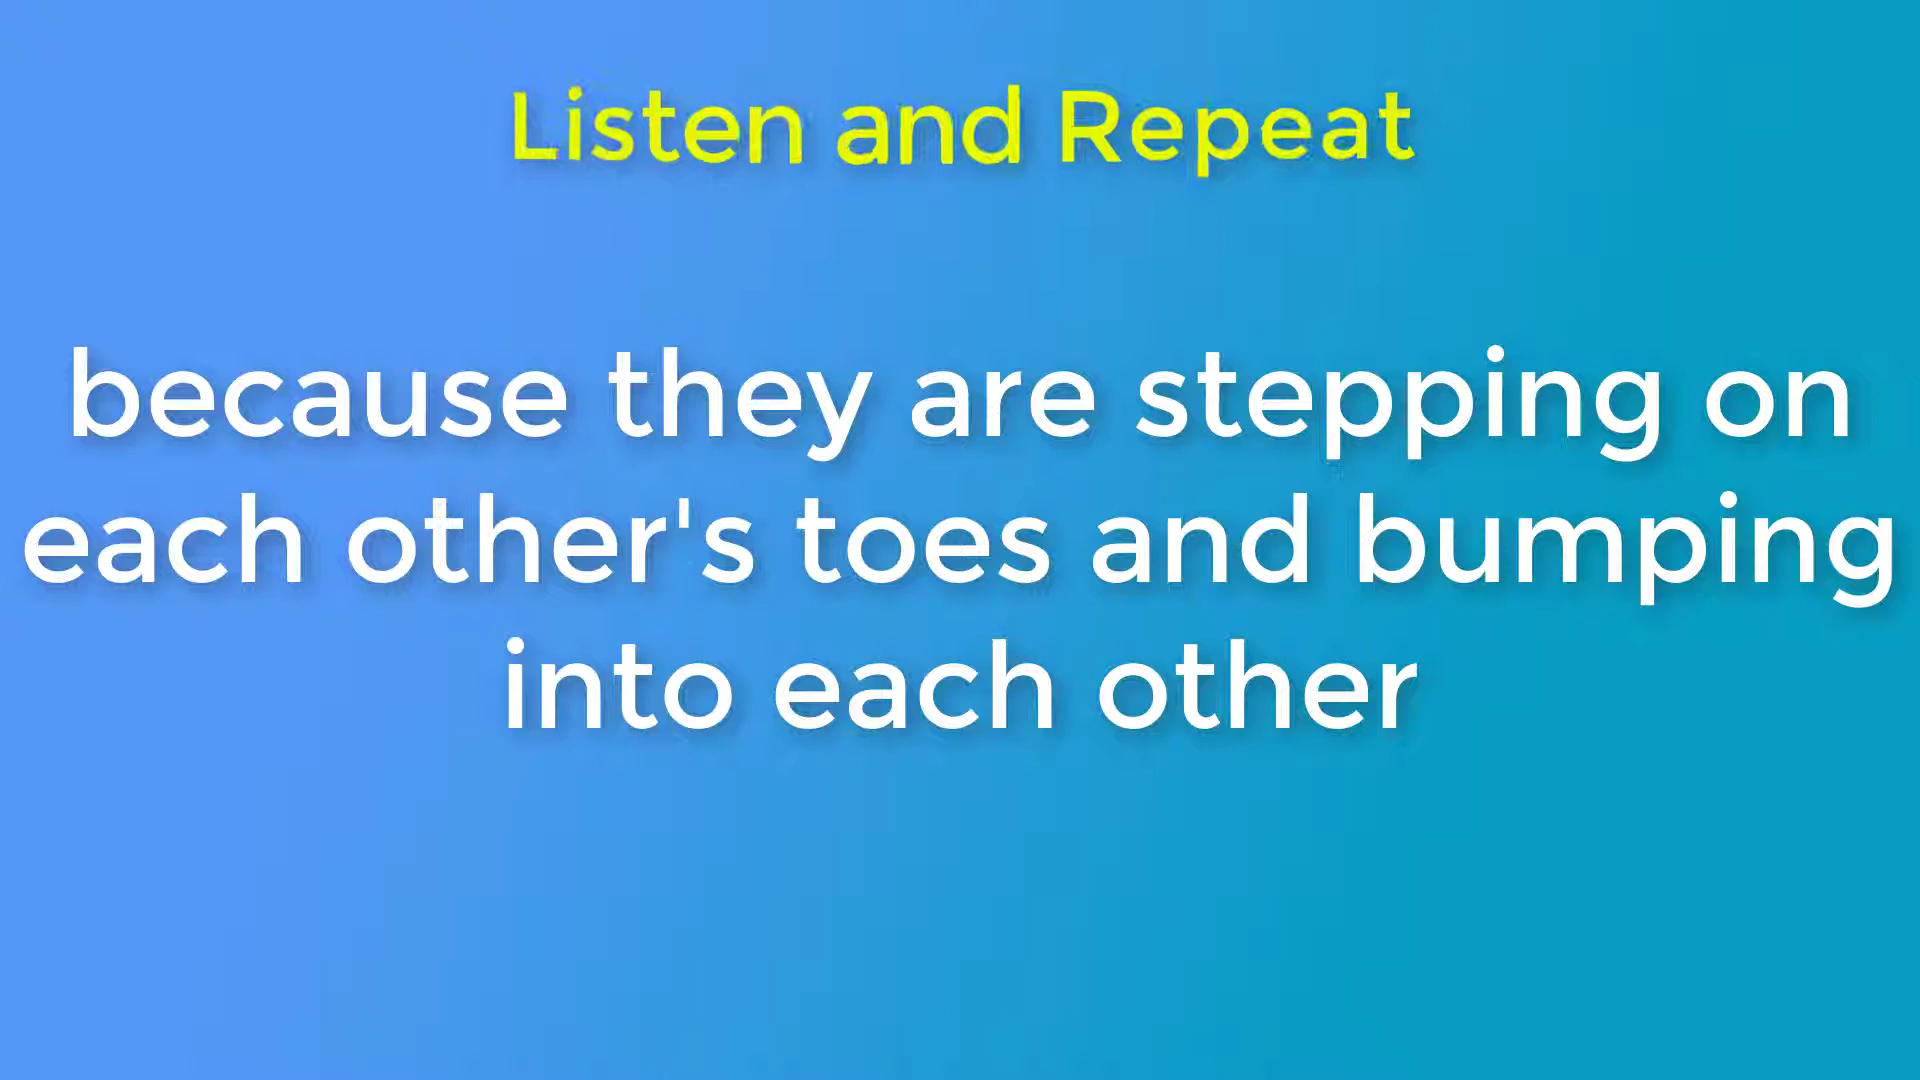 Listen and Repeat
because they are stepping on
each other's toes and bumping
into each other